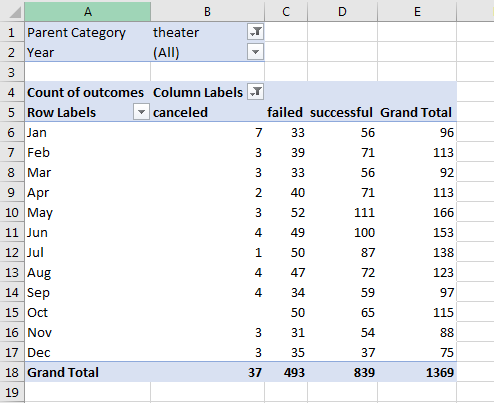 A B C D E
1 Parent Category theater
2 Year (All)
3
4 Count of outcomes Column Labels
5 Row Labels canceled failed successful Grand Total
6 Jan 7 33 56 96
7 Feb 3 39 71 113
8 Mar 3 33 56 92
9 Apr 2 40 71 113
10 May 3 52 111 166
11 Jun 4 49 100 153
12 Jul 1 50 87 138
13 Aug 4 47 72 123
14 Sep 4 34 59 97
15 Oct 50 65 115
16 Nov 3 31 54 88
17 Dec 3 35 37 75
18 Grand Total 37 493 839 1369
19